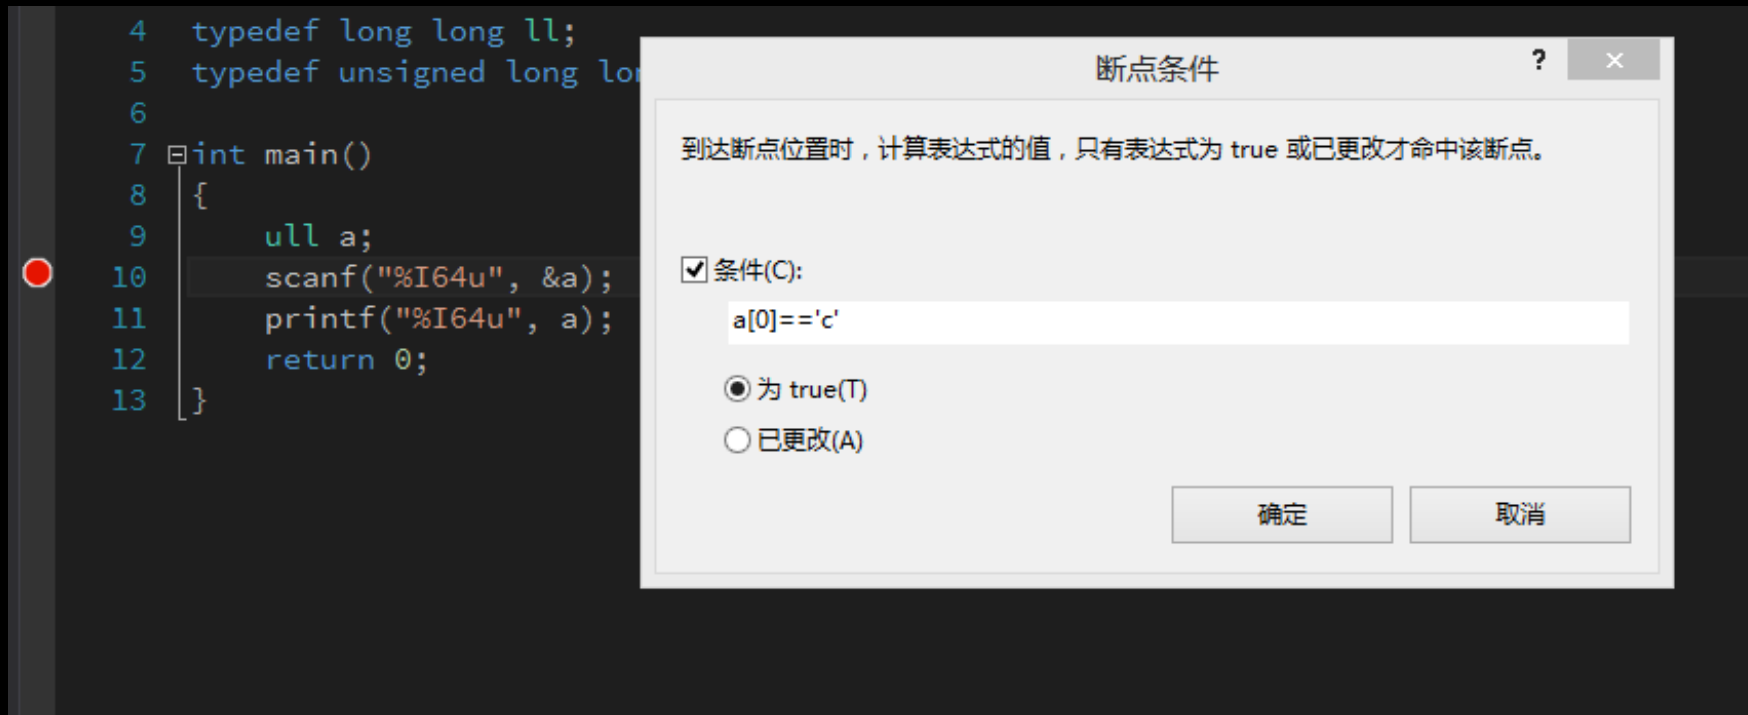 4 typedef long long ll;
5 typedef unsigned long
6
7 int main()
8 {
9 ull a;
10 scanf("%I64u", &a);
11 printf("%I64u", a);
12 return 0;
13 }
断点条件
?
×
到达断点位置时，计算表达式的值，只有表达式为 true 或已更改才命中该断点。
条件(C):
a[0]=='c'
为 true(T)
已更改(A)
确定 取消